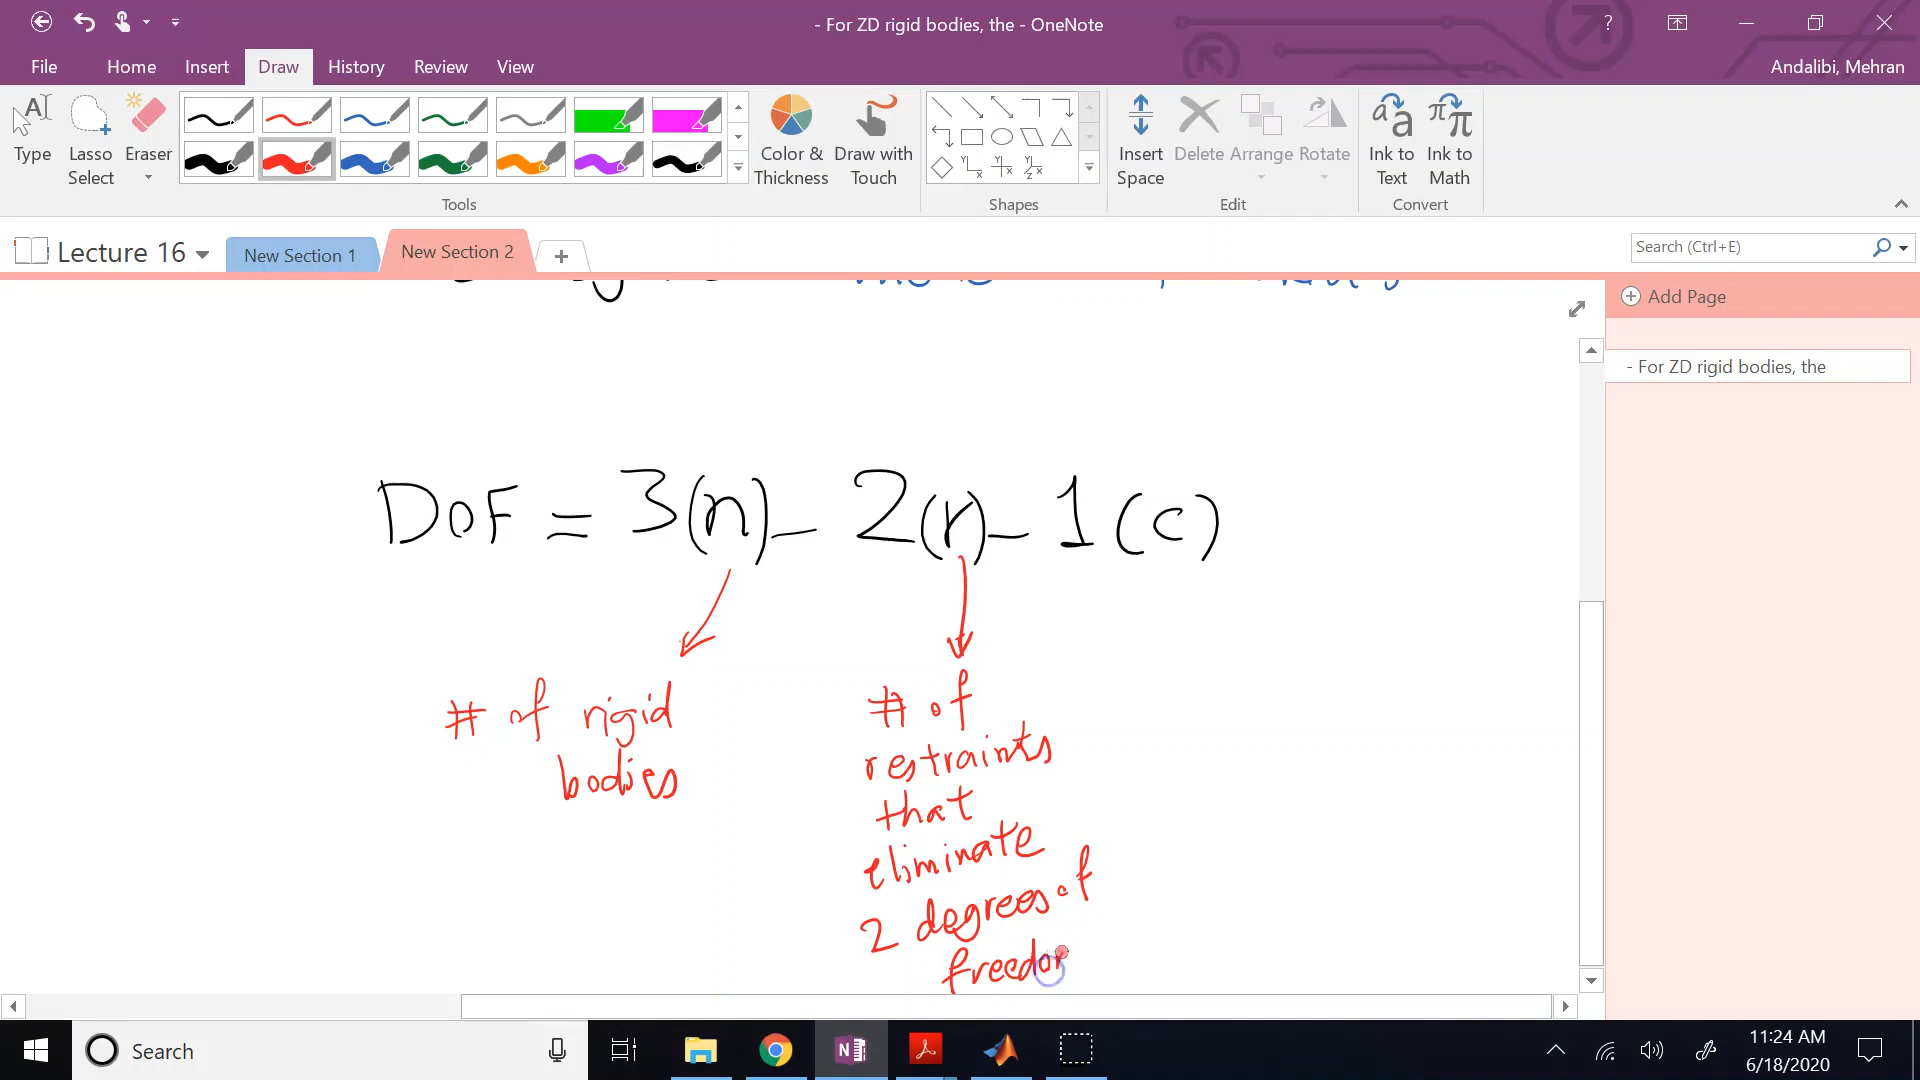 - For ZD rigid bodies, the - OneNote
?
File Home Insert Draw History Review View
Andalibi, Mehran
Type
Lasso Select
Eraser
Color & Thickness
Draw with Touch
Insert Space
Delete
Arrange
Rotate
Ink to Text
Ink to Math
Tools
Shapes
Edit
Convert
Lecture 16
New Section 1
New Section 2
Search (Ctrl+E)
Add Page
- For ZD rigid bodies, the
DoF = 3(n) - 2(r) - 1(c)
# of rigid
bodies
# of
restraints
that
eliminate
2 degrees of
freedo
Search
11:24 AM
6/18/2020